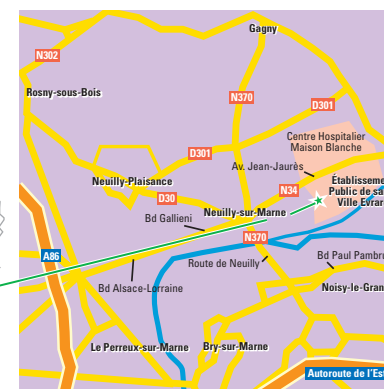 Gagny
N302
Rosny-sous-Bois
N370
D301
Centre Hospitalier
Maison Blanche
D301
Av. Jean-Jaurès
Neuilly-Plaisance
Établisseme
Public de sa
Ville Evrar
D30
N34
Bd Gallieni
Neuilly-sur-Marne
N370
A86
Route de Neuilly
Bd Paul Pambru
Bd Alsace-Lorraine
Noisy-le-Gran
Le Perreux-sur-Marne
Bry-sur-Marne
Autoroute de l'Est